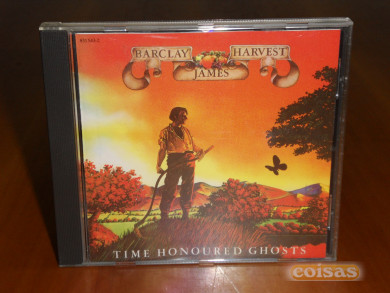 BARCLAY HARVEST
JAMES
TIME HONOURED GHOSTS
coisas